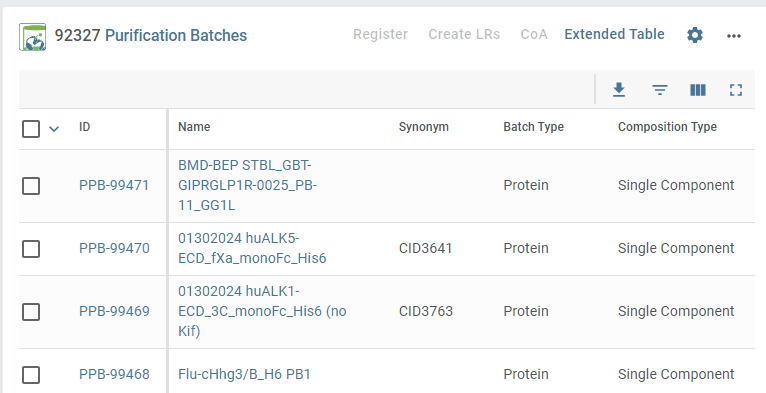 92327 Purification Batches
Register Create LRs CoA Extended Table
ID Name Synonym Batch Type Composition Type
PPB-99471 BMD-BEP STBL_GBT-
GIPRGLP1R-0025_PB-
11_GG1L Protein Single Component
PPB-99470 01302024 huALK5-
ECD_fXa_monoFc_His6 CID3641 Protein Single Component
PPB-99469 01302024 huALK1-
ECD_3C_monoFc_His6 (no
Kif) CID3763 Protein Single Component
PPB-99468 Flu-cHhg3/B_H6 PB1 Protein Single Component